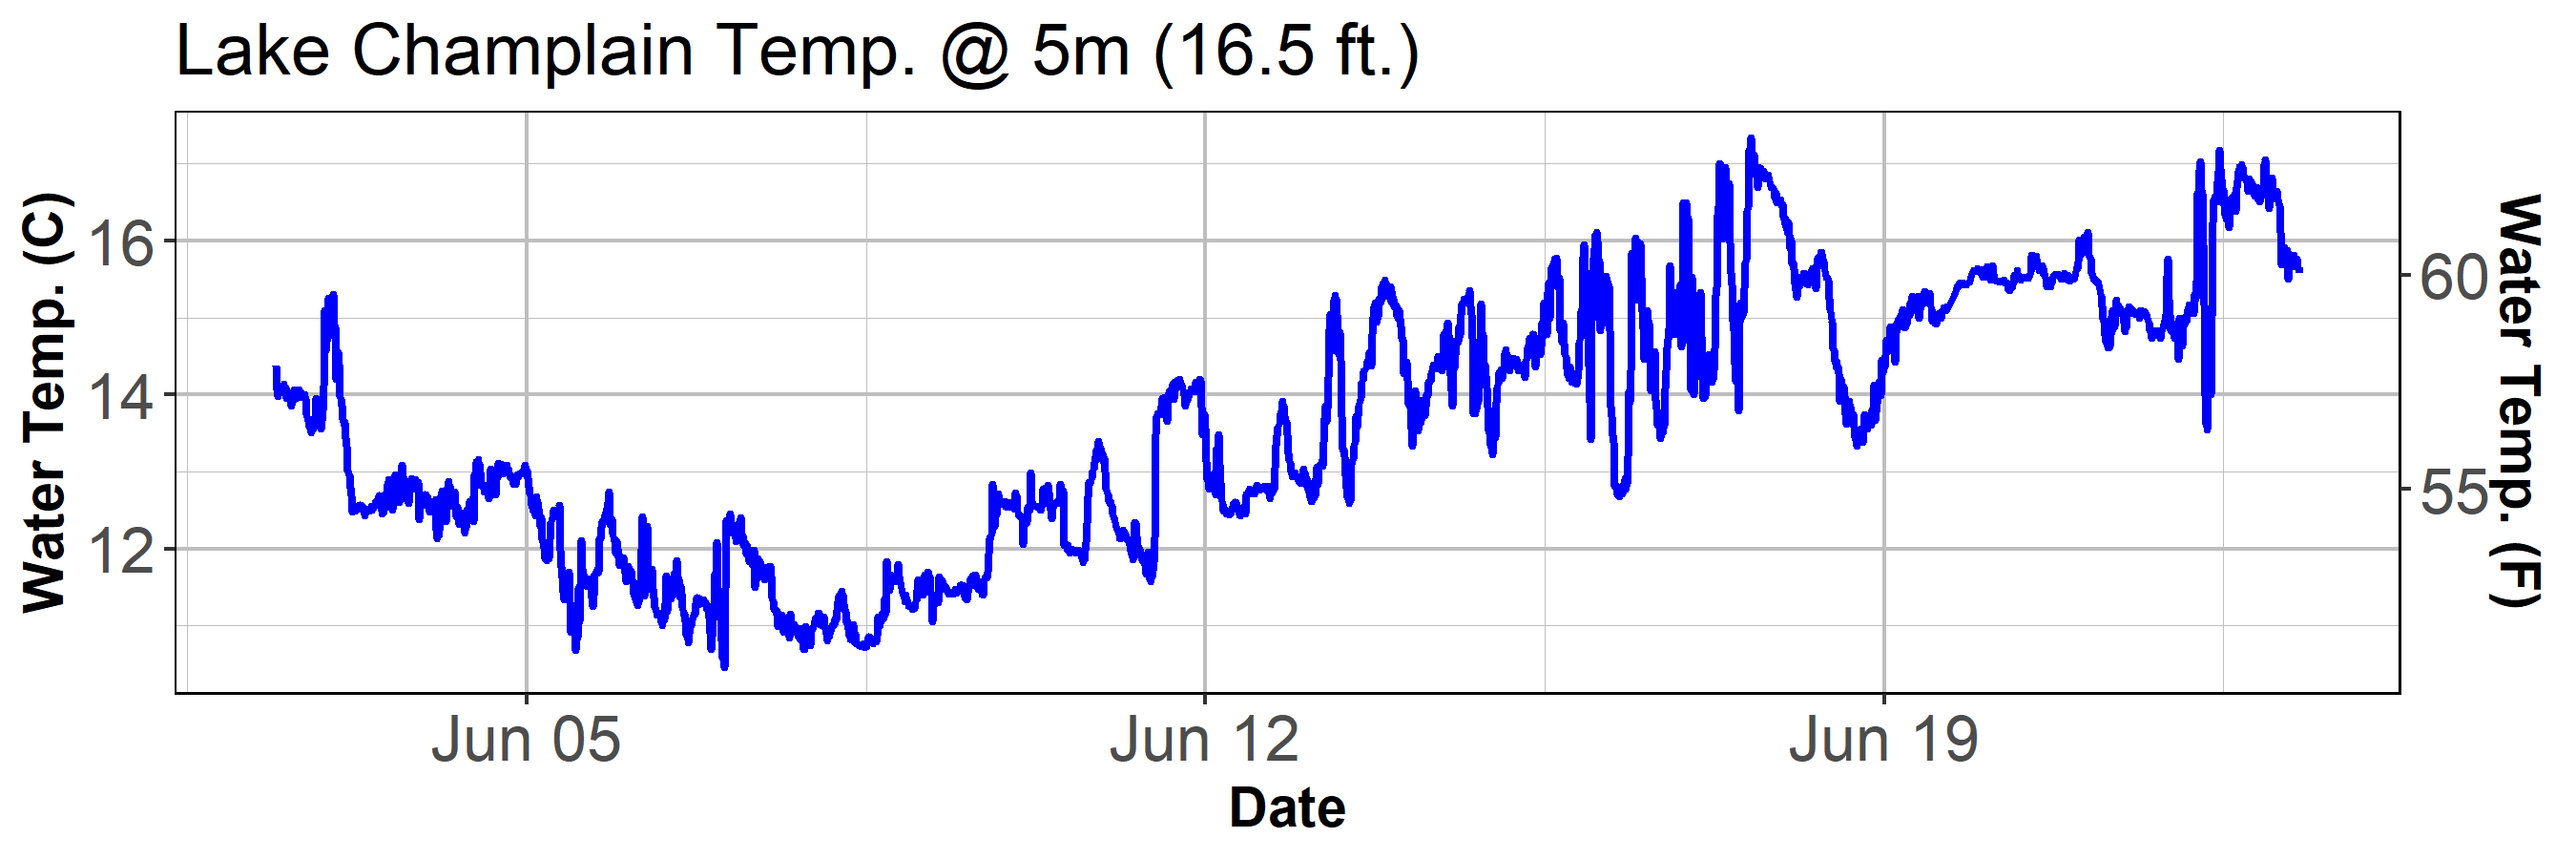 Lake Champlain Temp. @ 5m (16.5 ft.)
Water Temp. (C)
16
14
12
60
55
Water Temp. (F)
Jun 05
Jun 12
Jun 19
Date